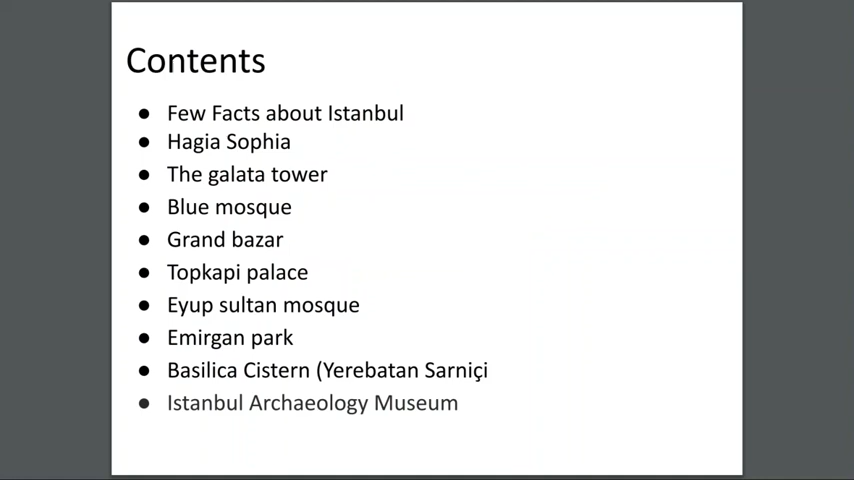 Contents
● Few Facts about Istanbul
● Hagia Sophia
● The galata tower
● Blue mosque
● Grand bazar
● Topkapi palace
● Eyup sultan mosque
● Emirgan park
● Basilica Cistern (Yerebatan Sarniçi
● Istanbul Archaeology Museum